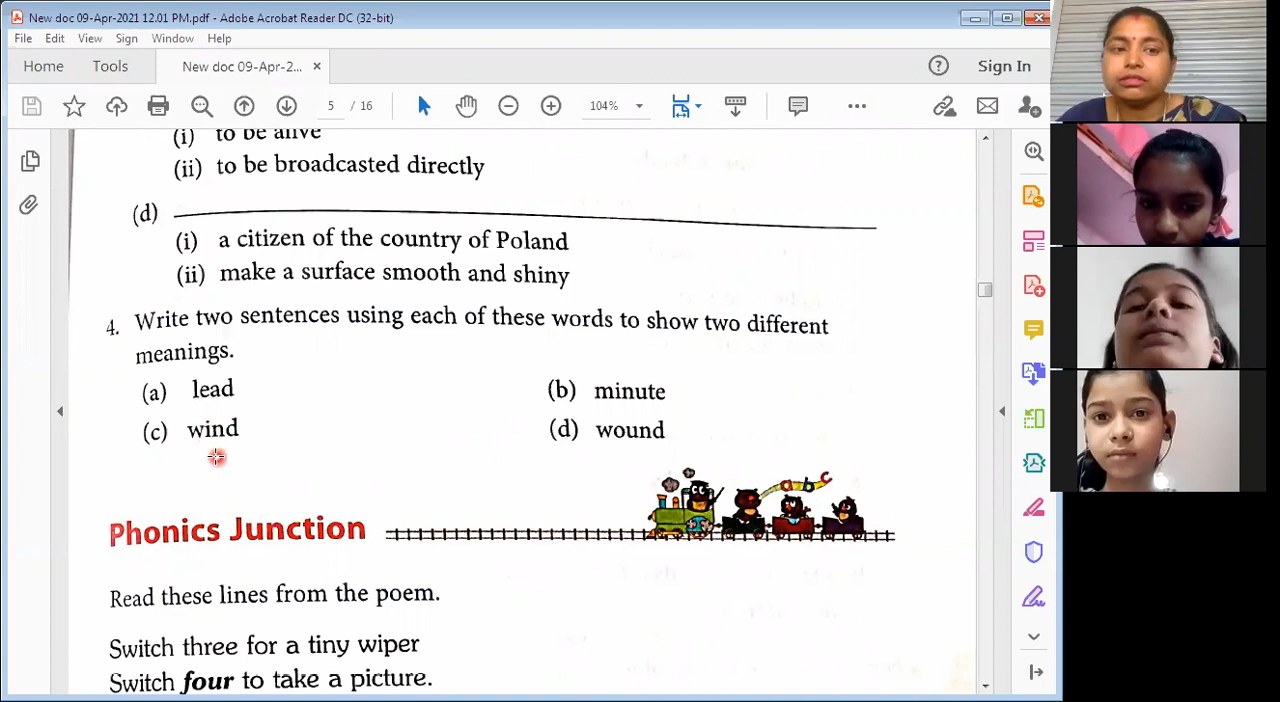 New doc 09-Apr-2021 12.01 PM.pdf - Adobe Acrobat Reader DC (32-bit)
File Edit View Sign Window Help
Home Tools New doc 09-Apr-2... × Sign In
5 / 16 104%
(i) to be alive
(ii) to be broadcasted directly
(d)
(i) a citizen of the country of Poland
(ii) make a surface smooth and shiny
4. Write two sentences using each of these words to show two different
meanings.
(a) lead (b) minute
(c) wind (d) wound
a b c
Phonics Junction
Read these lines from the poem.
Switch three for a tiny wiper
Switch four to take a picture.